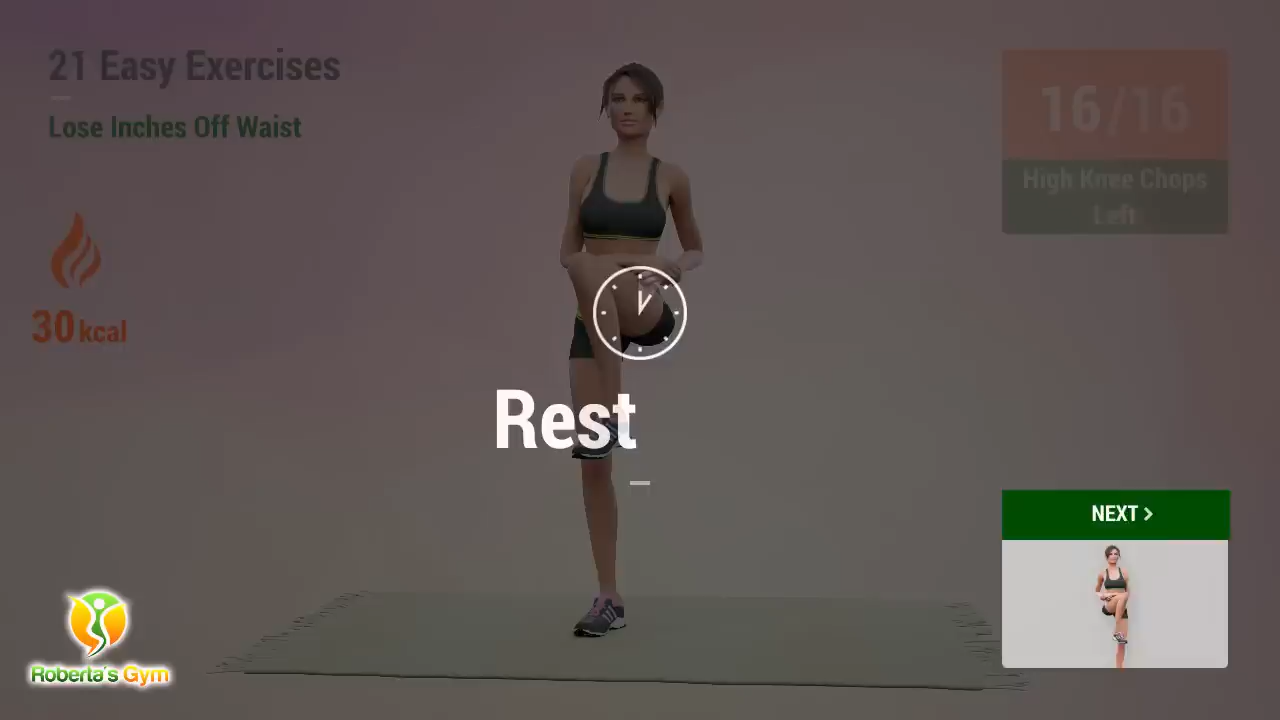 21 Easy Exercises
Lose Inches Off Waist
16/16
High Knee Chops
Left
30 kcal
Rest
NEXT >
Roberta's Gym